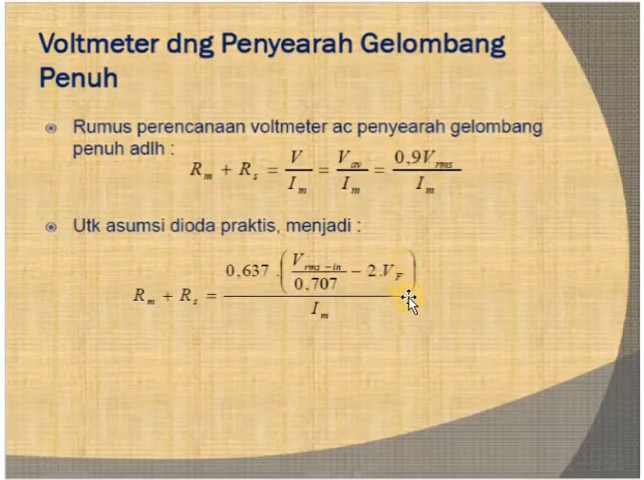 Voltmeter dng Penyearah Gelombang
Penuh
Rumus perencanaan voltmeter ac penyearah gelombang
penuh adlh :
R_m + R_s = V / I_m = V_av / I_m = 0,9V_rms / I_m
Utk asumsi dioda praktis, menjadi :
R_m + R_s = 0,637 .( V_rms-in / 0,707 - 2.V_F ) / I_m